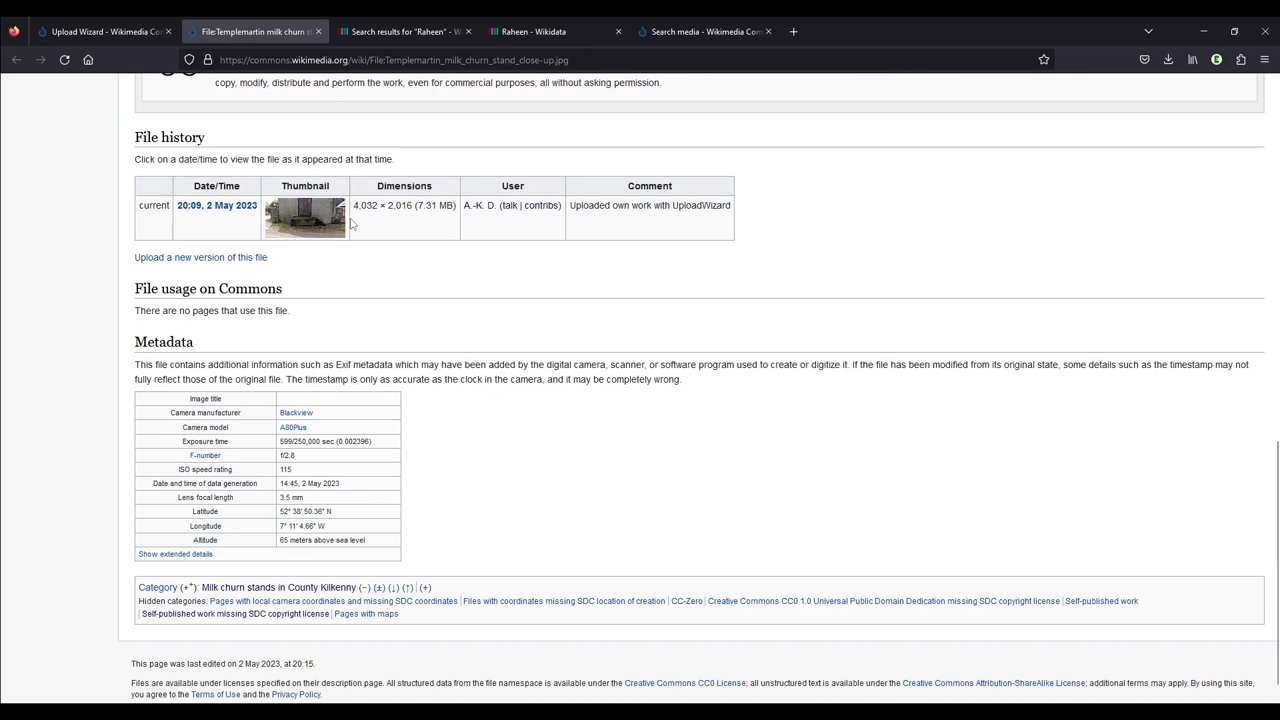 Upload Wizard - Wikimedia Co
File:Templemartin milk churn s
Search results for "Raheen" - W
Raheen - Wikidata
Search media - Wikimedia Com
https://commons.wikimedia.org/wiki/File:Templemartin_milk_churn_stand_close-up.jpg
copy, modify, distribute and perform the work, even for commercial purposes, all without asking permission.
File history
Click on a date/time to view the file as it appeared at that time.
Date/Time Thumbnail Dimensions User Comment
current 20:09, 2 May 2023 4,032 × 2,016 (7.31 MB) A.-K. D. (talk | contribs) Uploaded own work with UploadWizard
Upload a new version of this file
File usage on Commons
There are no pages that use this file.
Metadata
This file contains additional information such as Exif metadata which may have been added by the digital camera, scanner, or software program used to create or digitize it. If the file has been modified from its original state, some details such as the timestamp may not
fully reflect those of the original file. The timestamp is only as accurate as the clock in the camera, and it may be completely wrong.
Image title
Camera manufacturer Blackview
Camera model A80Plus
Exposure time 599/250,000 sec (0.002396)
F-number f/2.8
ISO speed rating 115
Date and time of data generation 14:45, 2 May 2023
Lens focal length 3.5 mm
Latitude 52° 38′ 50.36″ N
Longitude 7° 11′ 4.66″ W
Altitude 65 meters above sea level
Show extended details
Category (++): Milk churn stands in County Kilkenny (−) (±) (↓) (↑) (+)
Hidden categories: Pages with local camera coordinates and missing SDC coordinates | Files with coordinates missing SDC location of creation | CC-Zero | Creative Commons CC0 1.0 Universal Public Domain Dedication missing SDC copyright license | Self-published work
Self-published work missing SDC copyright license | Pages with maps
This page was last edited on 2 May 2023, at 20:15.
Files are available under licenses specified on their description page. All structured data from the file namespace is available under the Creative Commons CC0 License; all unstructured text is available under the Creative Commons Attribution-ShareAlike License; additional terms may apply. By using this site,
you agree to the Terms of Use and the Privacy Policy.